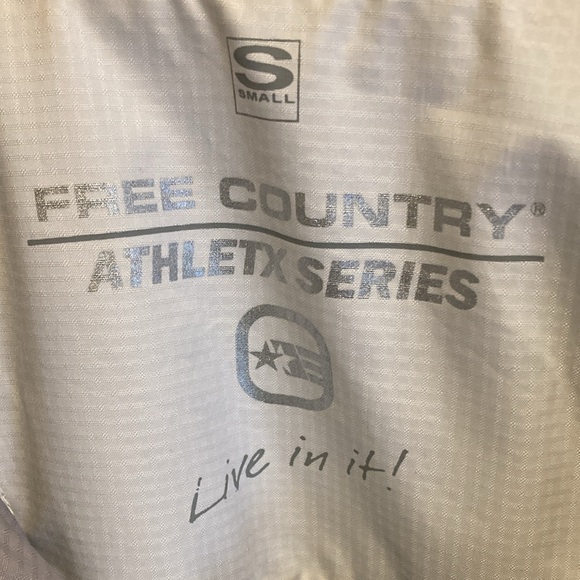 S
SMALL
FREE COUNTRY®
ATHLETX SERIES
Live in it!